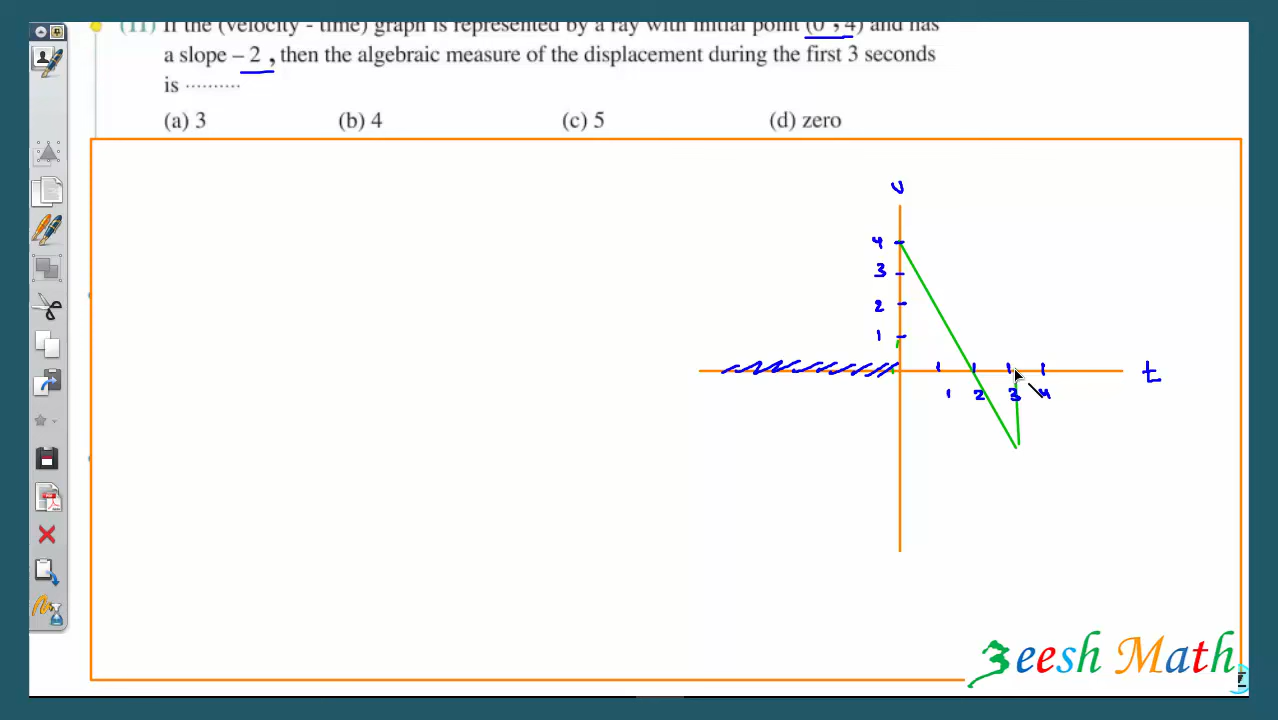 (11) If the (velocity - time) graph is represented by a ray with initial point (0 , 4) and has
a slope – 2 , then the algebraic measure of the displacement during the first 3 seconds
is ··········
(a) 3 (b) 4 (c) 5 (d) zero
v
4
3
2
1
t
1 2 3 4
Zeesh Math